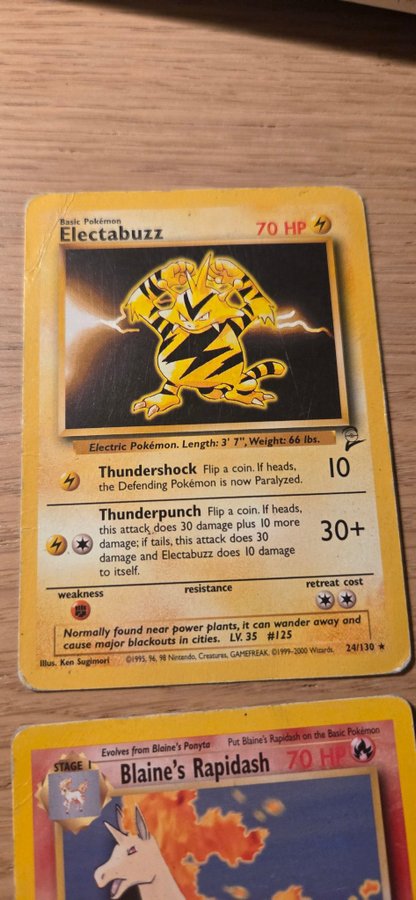 Basic Pokémon
Electabuzz 70 HP
Electric Pokémon. Length: 3' 7", Weight: 66 lbs.
Thundershock Flip a coin. If heads, 10
the Defending Pokémon is now Paralyzed.
Thunderpunch Flip a coin. If heads,
this attack does 30 damage plus 10 more
damage; if tails, this attack does 30 30+
damage and Electabuzz does 10 damage
to itself.
weakness resistance retreat cost
Normally found near power plants, it can wander away and
cause major blackouts in cities. LV. 35 #125
Illus. Ken Sugimori ©1995, 96, 98 Nintendo, Creatures, GAMEFREAK. ©1999-2000 Wizards. 24/130 ★
Evolves from Blaine's Ponyta Put Blaine's Rapidash on the Basic Pokémon
STAGE 1 Blaine's Rapidash 70 HP